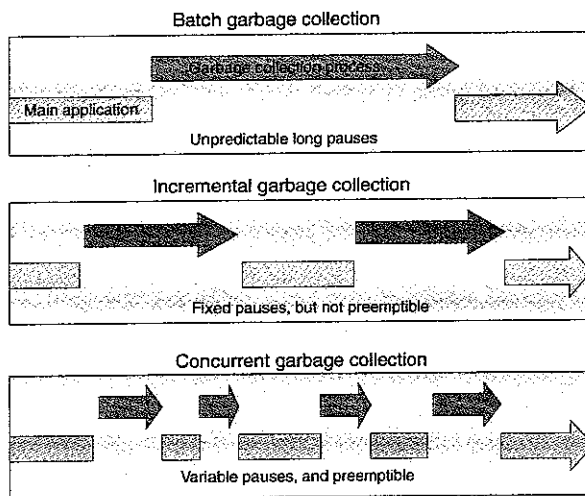 Batch garbage collection
Garbage collection process
Main application
Unpredictable long pauses
Incremental garbage collection
Fixed pauses, but not preemptible
Concurrent garbage collection
Variable pauses, and preemptible